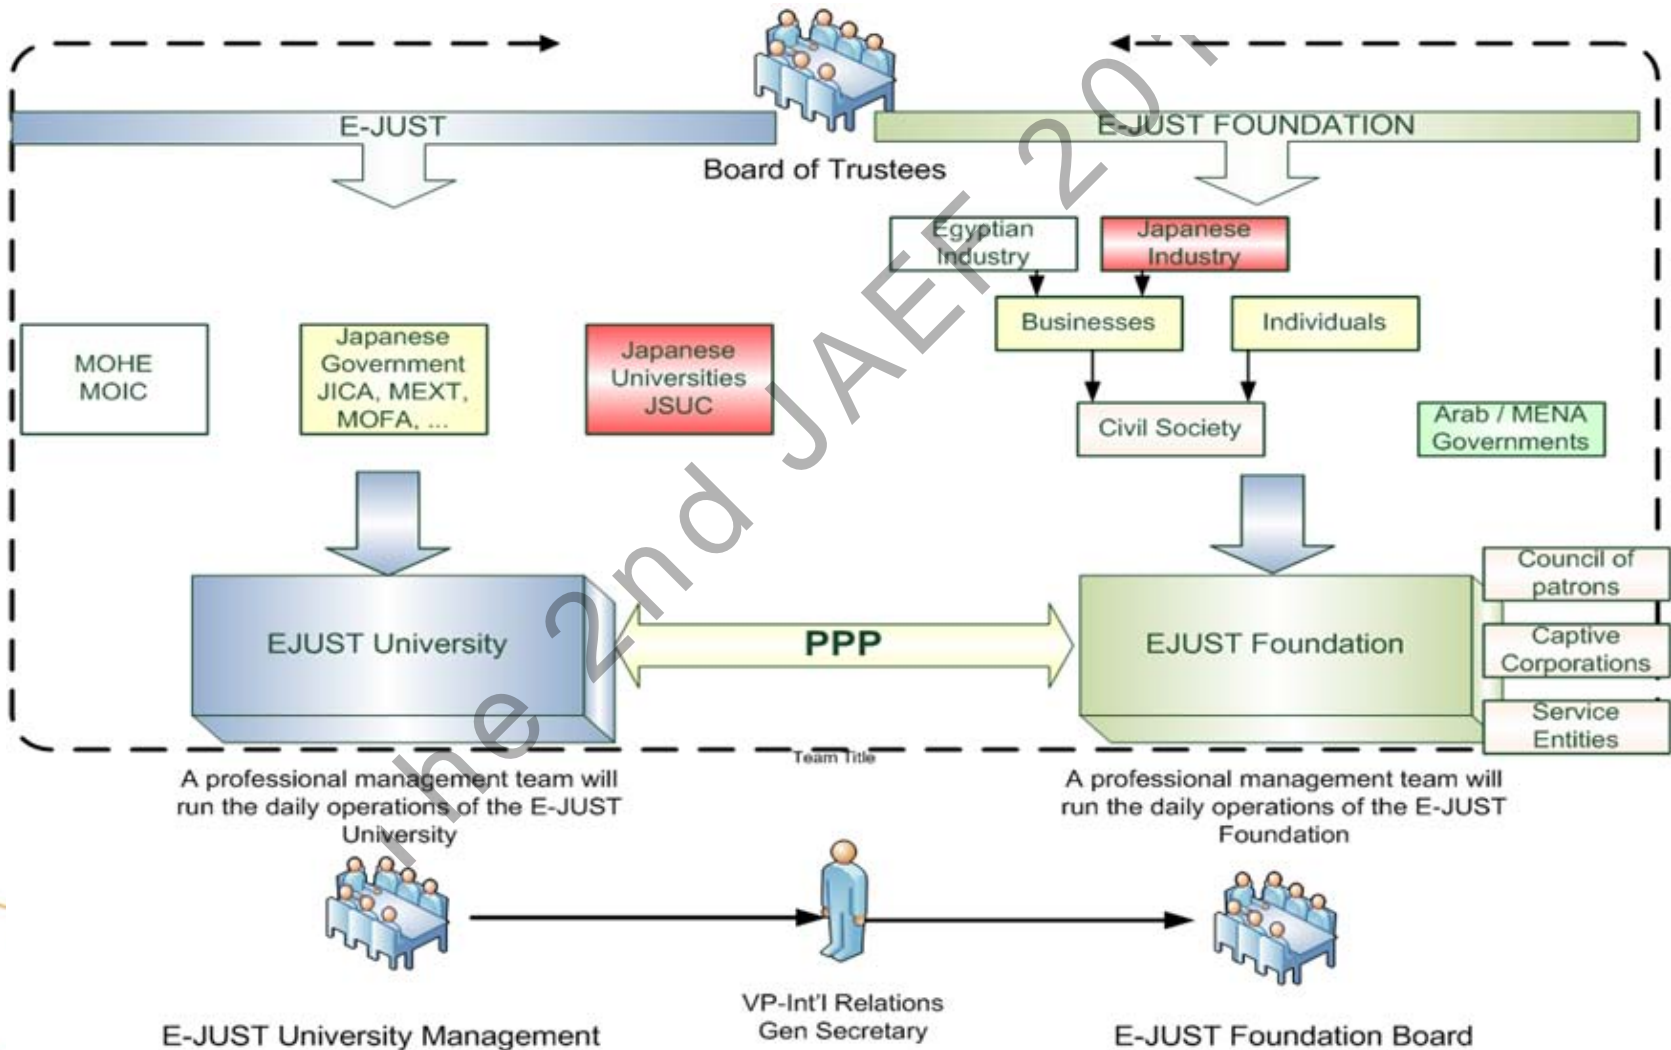 E-JUST
E-JUST FOUNDATION
Board of Trustees
MOHE
MOIC
Japanese
Government
JICA, MEXT,
MOFA, ...
Japanese
Universities
JSUC
Egyptian
Industry
Japanese
Industry
Businesses
Individuals
Civil Society
Arab / MENA
Governments
EJUST University
PPP
EJUST Foundation
Council of
patrons
Captive
Corporations
Service
Entities
Team Title
A professional management team will
run the daily operations of the E-JUST
University
A professional management team will
run the daily operations of the E-JUST
Foundation
VP-Int'l Relations
Gen Secretary
E-JUST University Management
E-JUST Foundation Board
he 2nd JAEF 20